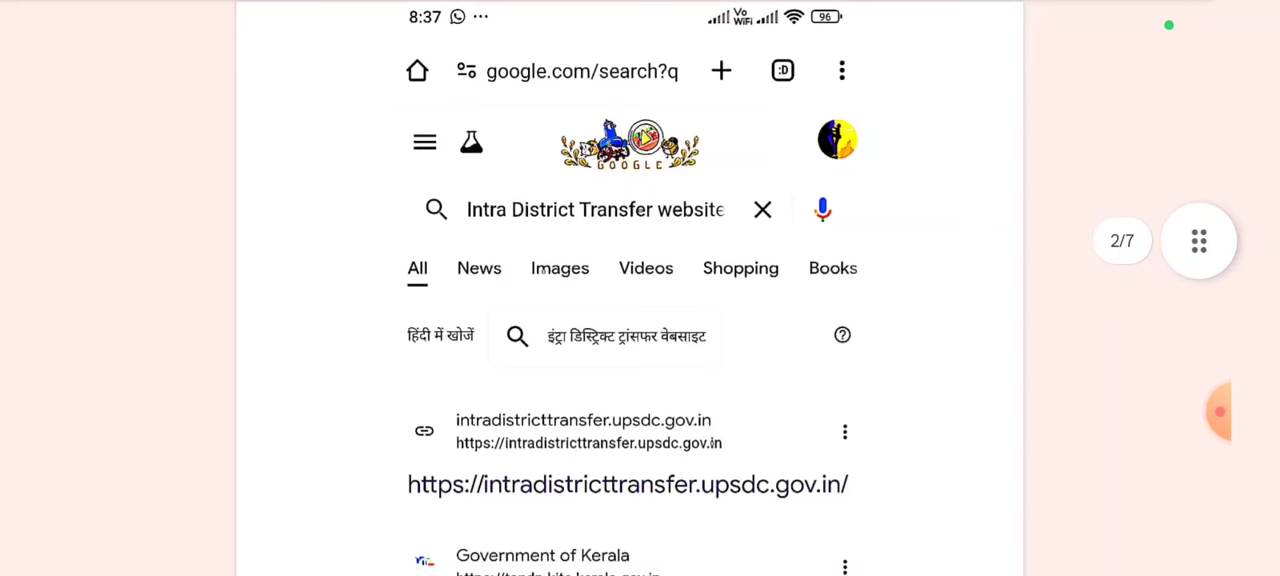 8:37 Vo WiFi 96
google.com/search?q :D
GOOGLE
Intra District Transfer website
All News Images Videos Shopping Books
2/7
हिंदी में खोजें इंट्रा डिस्ट्रिक्ट ट्रांसफर वेबसाइट
intradistricttransfer.upsdc.gov.in
https://intradistricttransfer.upsdc.gov.in
https://intradistricttransfer.upsdc.gov.in/
Government of Kerala